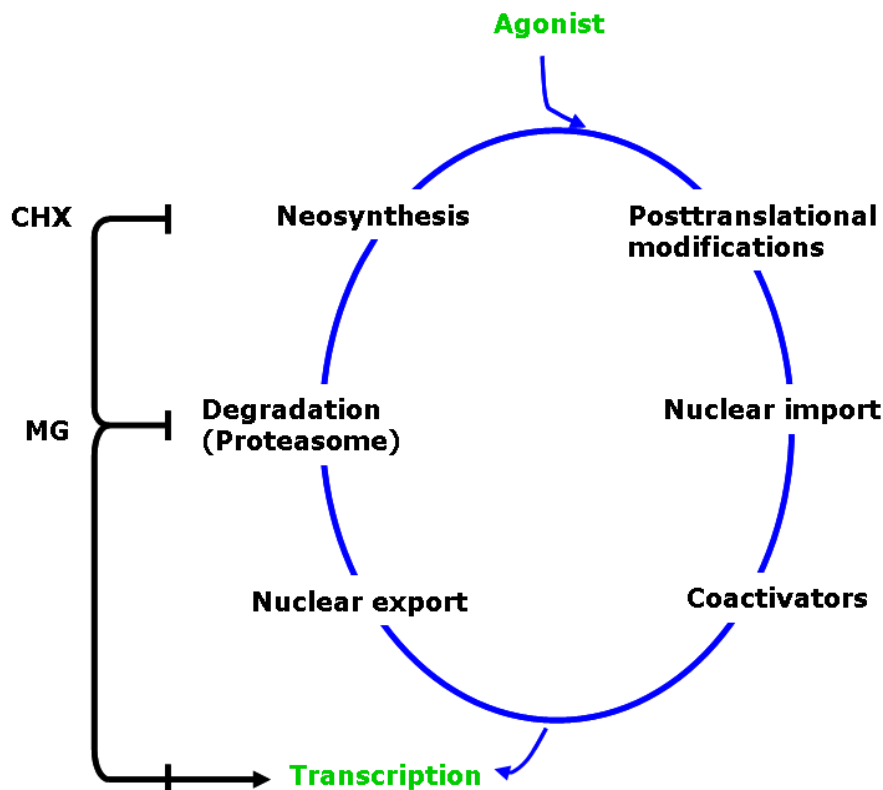 Agonist
CHX
Neosynthesis
Posttranslational
modifications
MG
Degradation
(Proteasome)
Nuclear import
Nuclear export
Coactivators
Transcription